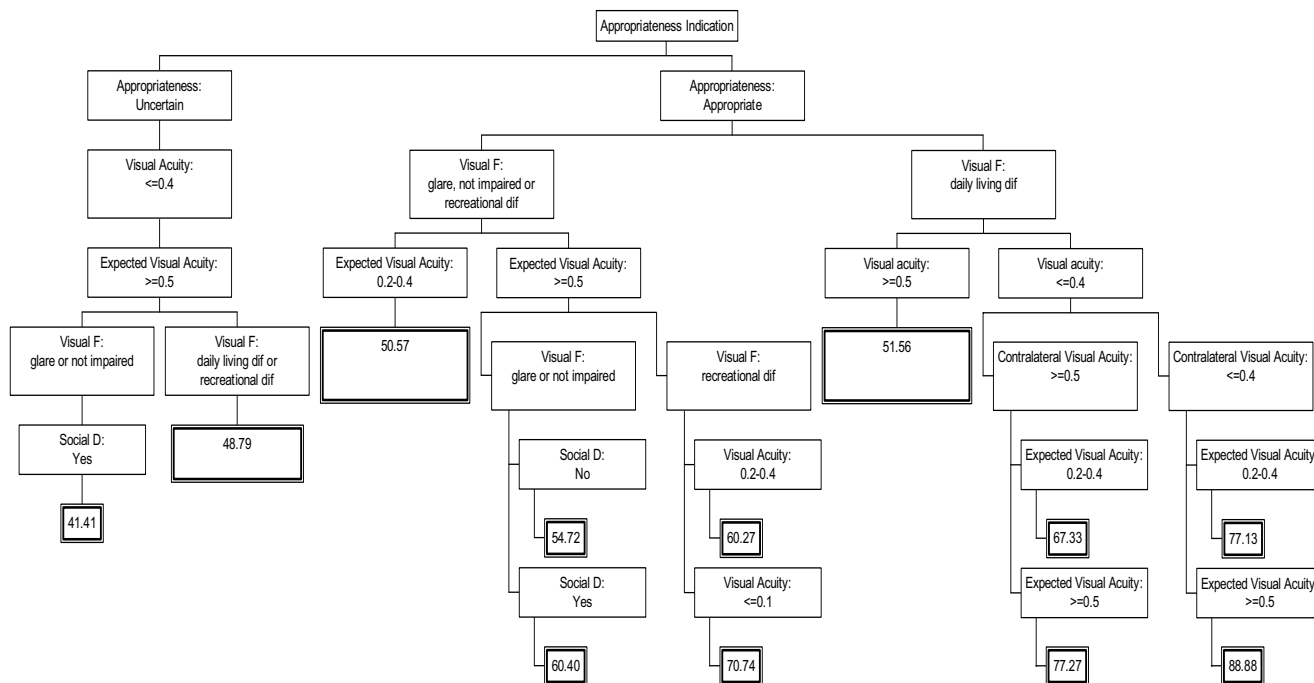 Appropriateness Indication
Appropriateness:
Uncertain
Appropriateness:
Appropriate
Visual Acuity:
<=0.4
Visual F:
glare, not impaired or
recreational dif
Visual F:
daily living dif
Expected Visual Acuity:
>=0.5
Expected Visual Acuity:
0.2-0.4
Expected Visual Acuity:
>=0.5
Visual acuity:
>=0.5
Visual acuity:
<=0.4
Visual F:
glare or not impaired
Visual F:
daily living dif or
recreational dif
50.57
Visual F:
glare or not impaired
Visual F:
recreational dif
51.56
Contralateral Visual Acuity:
>=0.5
Contralateral Visual Acuity:
<=0.4
Social D:
Yes
48.79
Social D:
No
Visual Acuity:
0.2-0.4
Expected Visual Acuity:
0.2-0.4
Expected Visual Acuity:
0.2-0.4
41.41
54.72
60.27
67.33
77.13
Social D:
Yes
Visual Acuity:
<=0.1
Expected Visual Acuity:
>=0.5
Expected Visual Acuity:
>=0.5
60.40
70.74
77.27
88.88